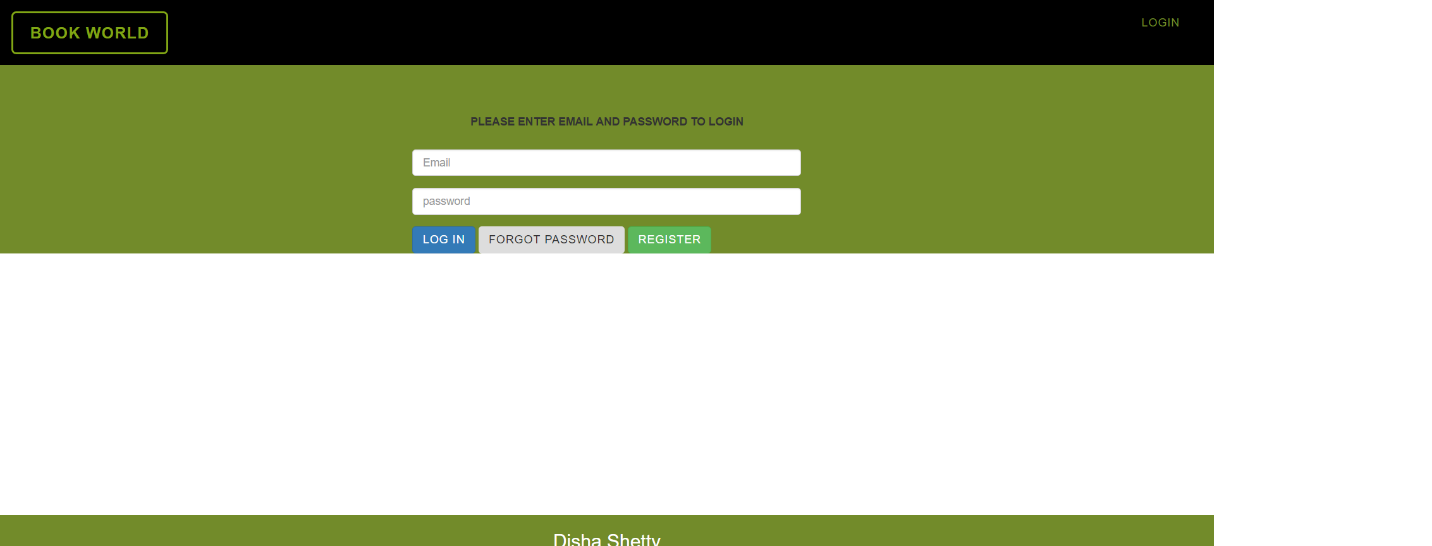 BOOK WORLD
LOGIN
PLEASE ENTER EMAIL AND PASSWORD TO LOGIN
Email
password
LOG IN FORGOT PASSWORD REGISTER
Disha Shetty